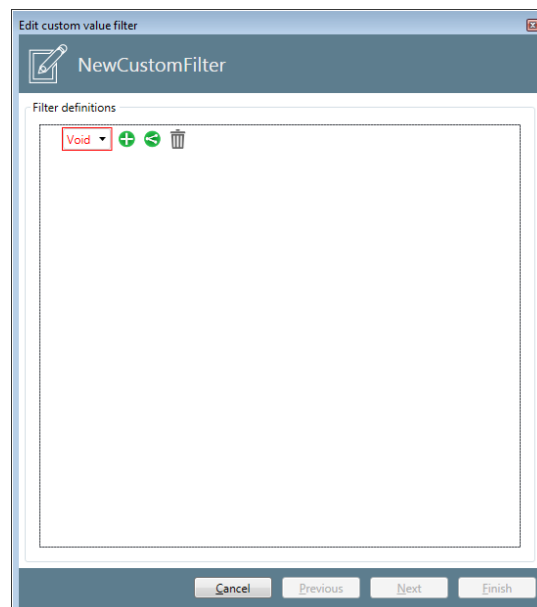 Edit custom value filter
NewCustomFilter
Filter definitions
Void
Cancel Previous Next Finish